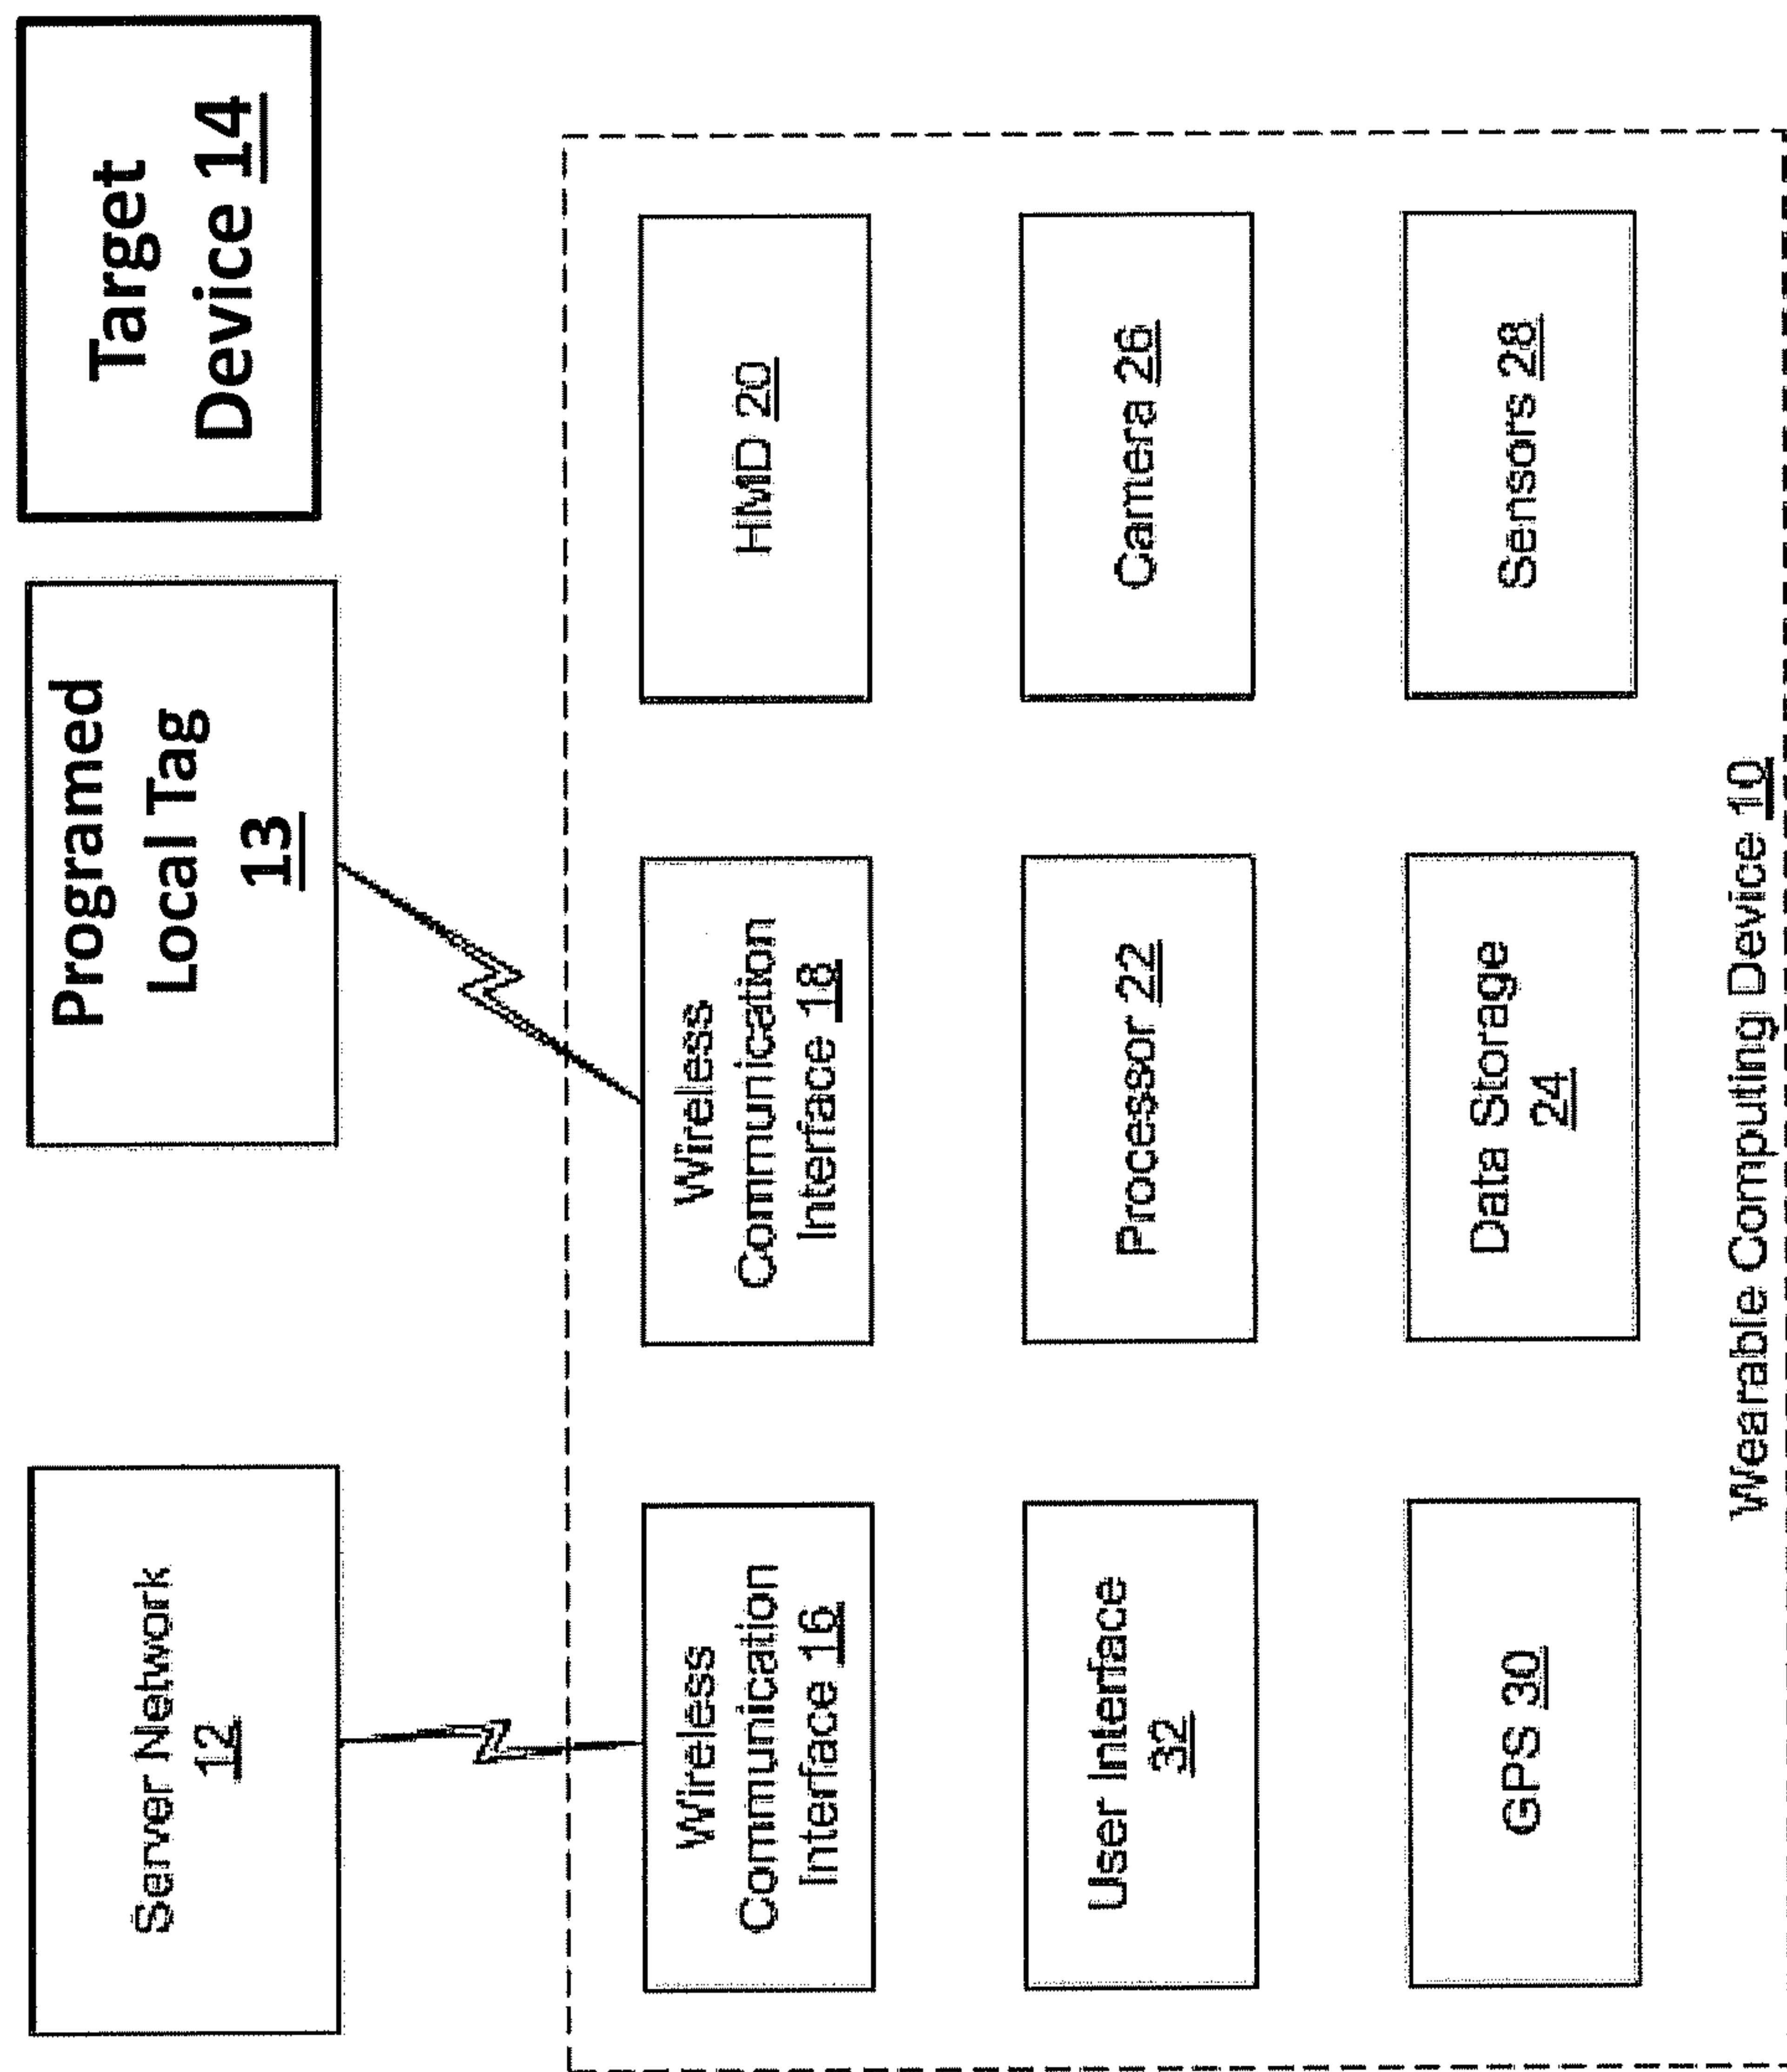 Server Network
12
Programed
Local Tag
13
Target
Device 14
Wireless
Communication
Interface 16
Wireless
Communication
Interface 18
HMD 20
User Interface
32
Processor 22
Camera 26
GPS 30
Data Storage
24
Sensors 28
Wearable Computing Device 10